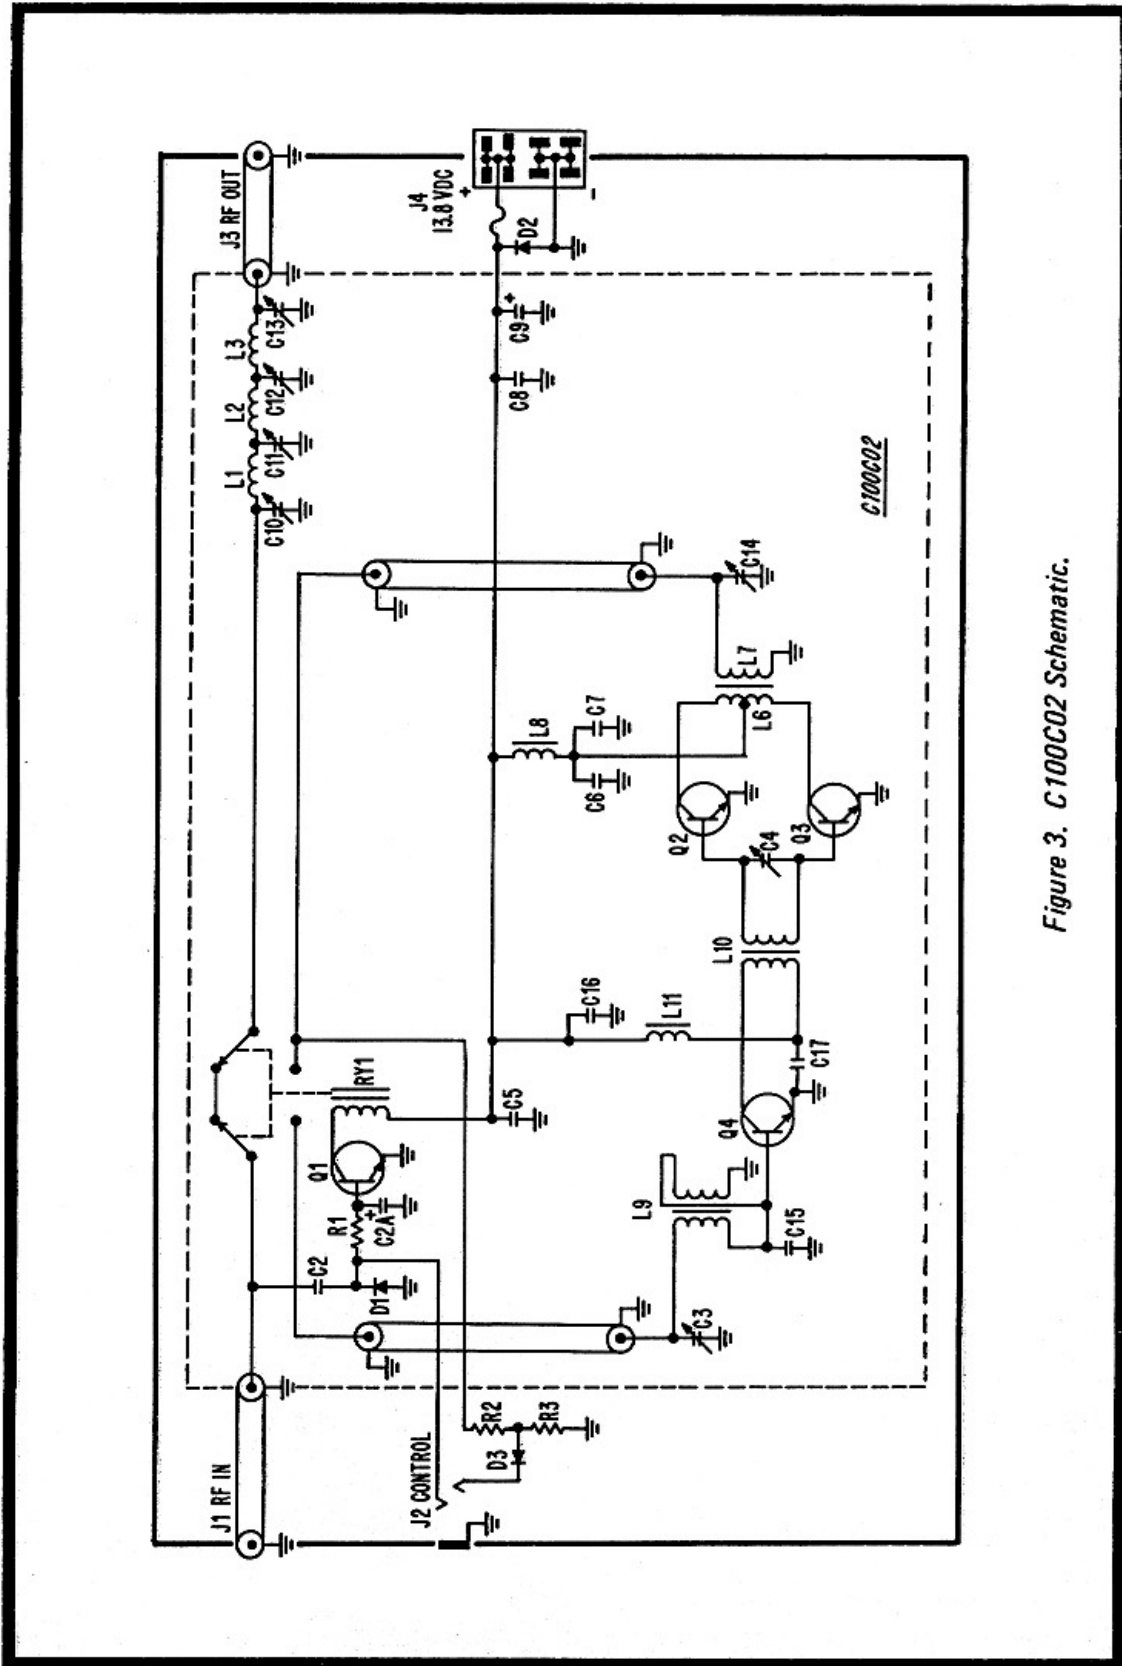 J1 RF IN
J3 RF OUT
L1
L2
L3
C10
C11
C12
C13
J4
13.8 VDC
+
-
D2
+
C9
C8
C2
R1
Q1
RY1
D1
+
C2A
C5
J2 CONTROL
R2
D3
R3
C16
L11
L8
C6
C7
C3
L9
C15
Q4
C17
L10
Q2
C4
Q3
L6
L7
C14
C100C02
Figure 3. C100C02 Schematic.